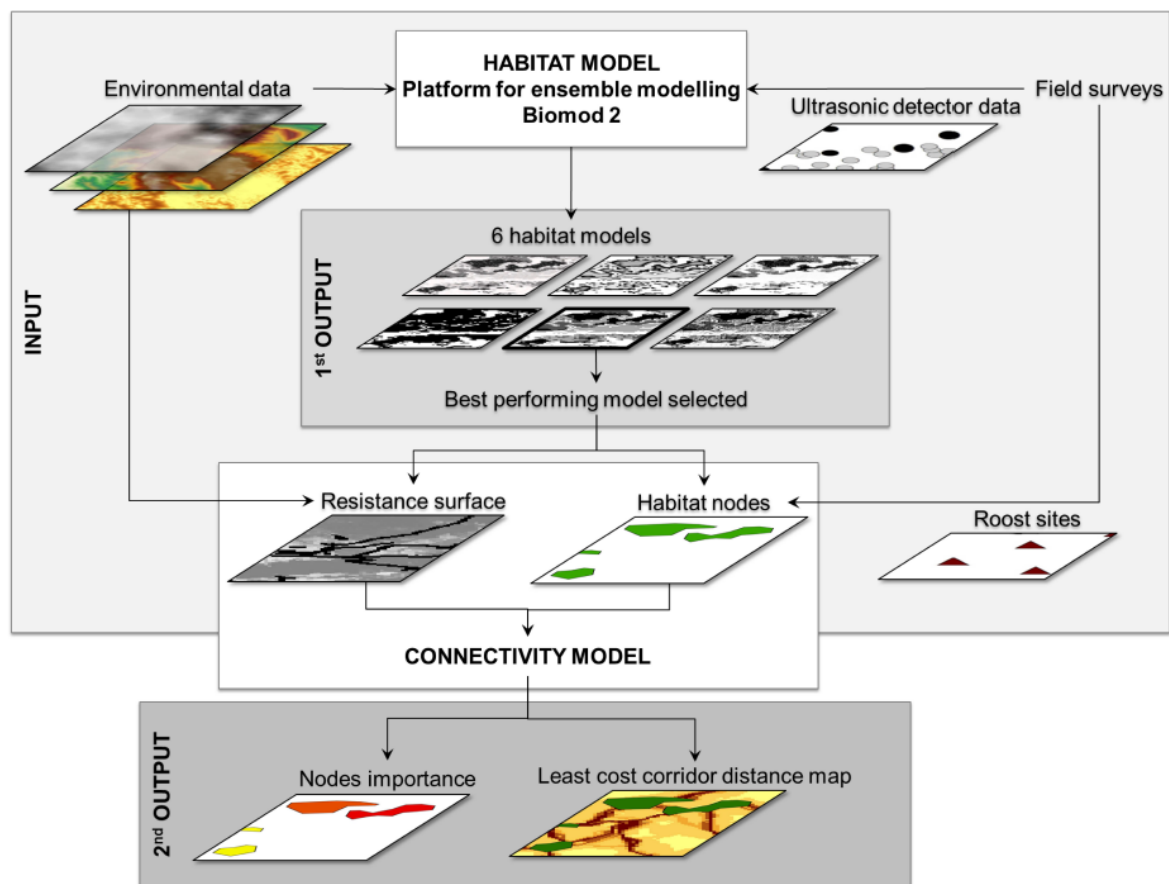 HABITAT MODEL
Platform for ensemble modelling
Biomod 2
Environmental data
Field surveys
Ultrasonic detector data
INPUT
1st OUTPUT
6 habitat models
Best performing model selected
Resistance surface
Habitat nodes
Roost sites
CONNECTIVITY MODEL
2nd OUTPUT
Nodes importance
Least cost corridor distance map